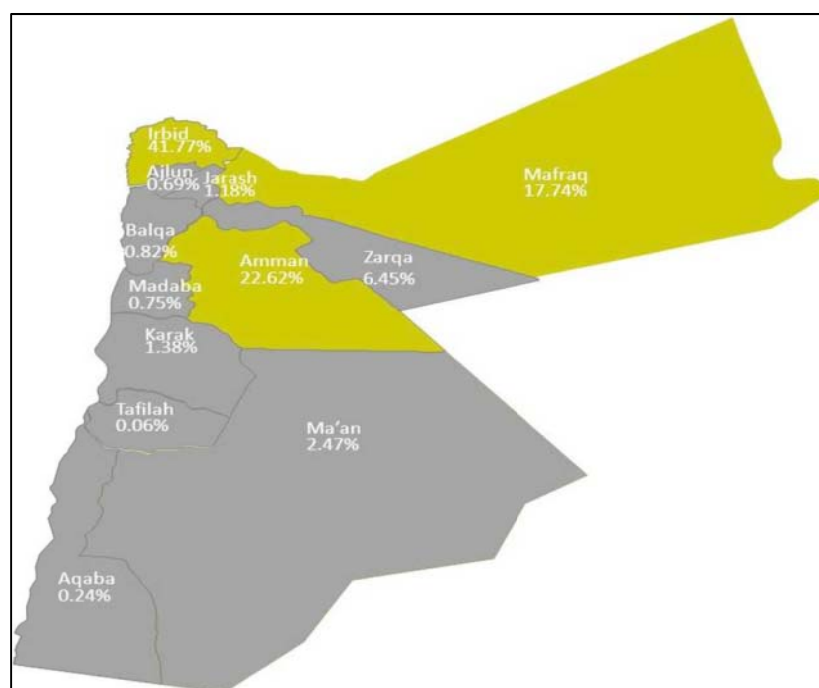 Irbid
41.77%
Ajlun
0.69%
Jarash
1.18%
Mafraq
17.74%
Balqa
0.82%
Amman
22.62%
Zarqa
6.45%
Madaba
0.75%
Karak
1.38%
Tafilah
0.06%
Ma'an
2.47%
Aqaba
0.24%